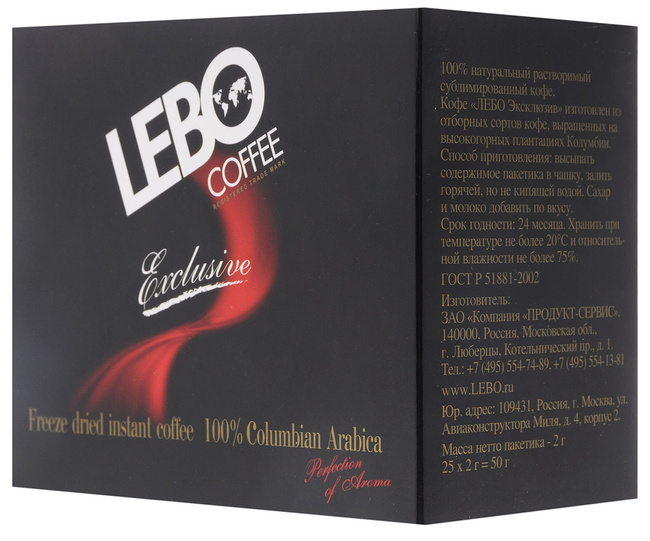 LEBO
COFFEE
REGISTERED TRADE MARK
Exclusive
Freeze dried instant coffee 100% Columbian Arabica
Perfection
of Aroma
100% натуральный растворимый
сублимированный кофе.
Кофе «ЛЕБО Эксклюзив» изготовлен из
отборных сортов кофе, выращенных на
высокогорных плантациях Колумбии.
Способ приготовления: высыпать
содержимое пакетика в чашку, залить
горячей, но не кипящей водой. Сахар
и молоко добавить по вкусу.
Срок годности: 24 месяца. Хранить при
температуре не более 20°С и относитель-
ной влажности не более 75%.
ГОСТ Р 51881-2002
Изготовитель:
ЗАО «Компания «ПРОДУКТ-СЕРВИС»,
140000, Россия, Московская обл.,
г. Люберцы, Котельнический пр., д. 1.
Тел.: +7 (495) 554-74-89, +7 (495) 554-13-81
www.LEBO.ru
Юр. адрес: 109431, Россия, г. Москва, ул.
Авиаконструктора Миля, д. 4, корпус 2.
Масса нетто пакетика - 2 г
25 x 2 г = 50 г